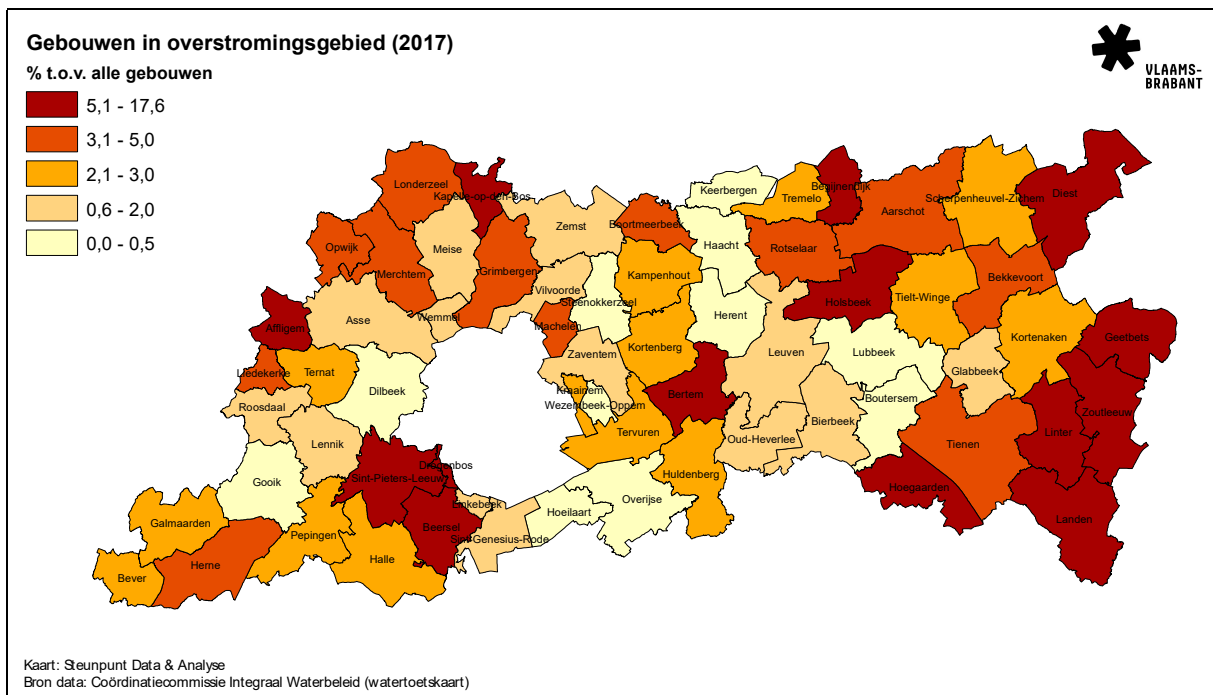 Gebouwen in overstromingsgebied (2017)
% t.o.v. alle gebouwen
5,1 - 17,6
3,1 - 5,0
2,1 - 3,0
0,6 - 2,0
0,0 - 0,5
VLAAMS-
BRABANT
Londerzeel
Kapelle-op-den-Bos
Keerbergen
Tremelo
Begijnendijk
Aarschot
Scherpenheuvel-Zichem
Diest
Opwijk
Merchtem
Meise
Grimbergen
Zemst
Boortmeerbeek
Haacht
Rotselaar
Kampenhout
Vilvoorde
Steenokkerzeel
Holsbeek
Tielt-Winge
Bekkevoort
Affligem
Asse
Wemmel
Machelen
Herent
Kortenaken
Geetbets
Zaventem
Kortenberg
Leuven
Lubbeek
Glabbeek
Liedekerke
Ternat
Dilbeek
Kraainem
Wezembeek-Oppem
Bertem
Boutersem
Roosdaal
Lennik
Tervuren
Oud-Heverlee
Bierbeek
Tienen
Linter
Zoutleeuw
Gooik
Sint-Pieters-Leeuw
Drogenbos
Huldenberg
Hoegaarden
Landen
Galmaarden
Pepingen
Beersel
Linkebeek
Hoeilaart
Overijse
Sint-Genesius-Rode
Bever
Herne
Halle
Kaart: Steunpunt Data & Analyse
Bron data: Coördinatiecommissie Integraal Waterbeleid (watertoetskaart)